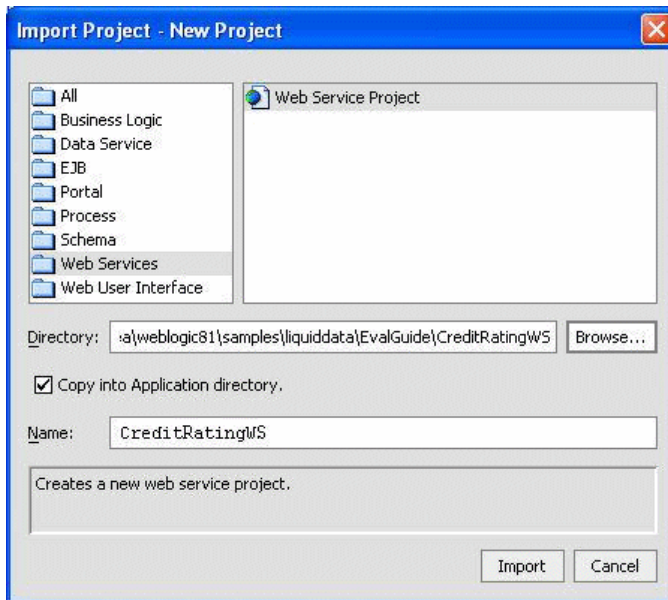 Import Project - New Project
All
Business Logic
Data Service
EJB
Portal
Process
Schema
Web Services
Web User Interface
Web Service Project
Directory: :a\weblogic81\samples\liquiddata\EvalGuide\CreditRatingWS Browse...
Copy into Application directory.
Name: CreditRatingWS
Creates a new web service project.
Import Cancel